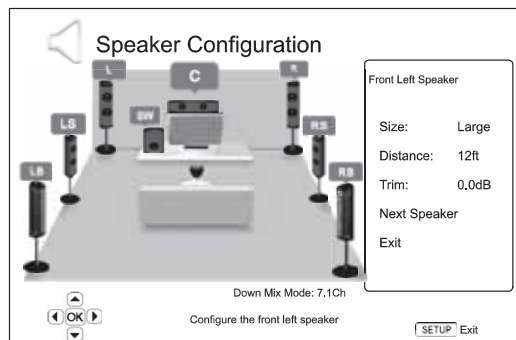 Speaker Configuration
L
C
R
SW
LS
RS
LB
RB
Front Left Speaker
Size: Large
Distance: 12ft
Trim: 0.0dB
Next Speaker
Exit
Down Mix Mode: 7.1Ch
OK
Configure the front left speaker
SETUP Exit